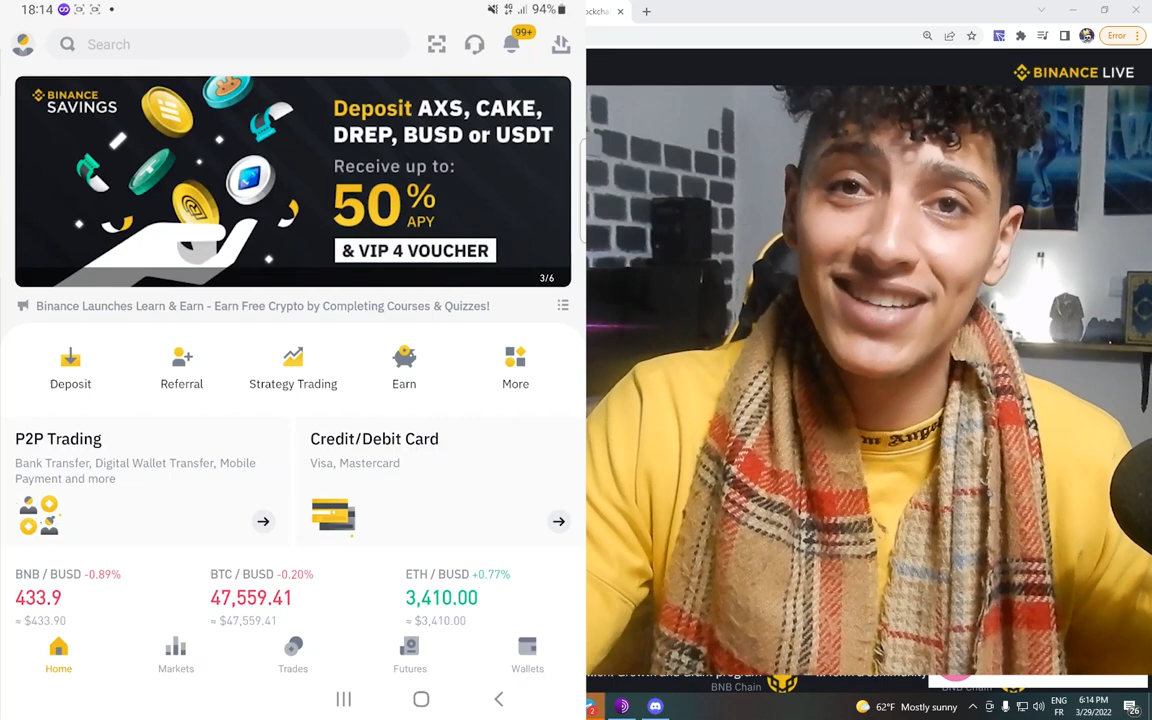 18:14
94%
Search
99+
BINANCE
SAVINGS
Deposit AXS, CAKE,
DREP, BUSD or USDT
Receive up to:
50% APY
& VIP 4 VOUCHER
3/6
Binance Launches Learn & Earn - Earn Free Crypto by Completing Courses & Quizzes!
Deposit
Referral
Strategy Trading
Earn
More
P2P Trading
Bank Transfer, Digital Wallet Transfer, Mobile
Payment and more
Credit/Debit Card
Visa, Mastercard
BNB / BUSD -0.89%
433.9
≈ $433.90
BTC / BUSD -0.20%
47,559.41
≈ $47,559.41
ETH / BUSD +0.77%
3,410.00
≈ $3,410.00
Home
Markets
Trades
Futures
Wallets
Error
BINANCE LIVE
BNB Chain
BNB Chain
62°F Mostly sunny
ENG
FR
6:14 PM
3/29/2022
26